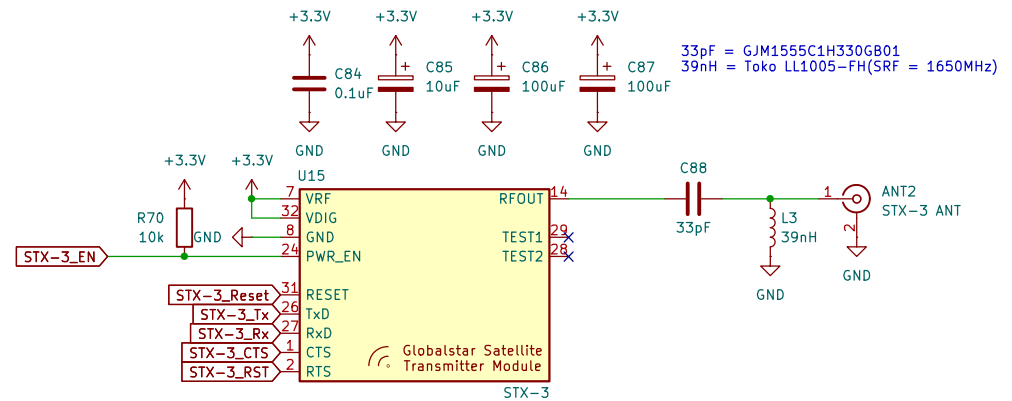 +3.3V
+3.3V
+3.3V
+3.3V
33pF = GJM1555C1H330GB01
39nH = Toko LL1005-FH(SRF = 1650MHz)
C84
0.1uF
+
C85
10uF
+
C86
100uF
+
C87
100uF
GND
GND
GND
GND
+3.3V
+3.3V
U15
R70
10k
GND
STX-3_EN
7 VRF
32 VDIG
8 GND
24 PWR_EN
31 RESET
26 TxD
27 RxD
1 CTS
2 RTS
STX-3_Reset
STX-3_Tx
STX-3_Rx
STX-3_CTS
STX-3_RST
RFOUT 14
TEST1 29
TEST2 28
Globalstar Satellite
Transmitter Module
STX-3
C88
33pF
L3
39nH
GND
1
2
ANT2
STX-3 ANT
GND